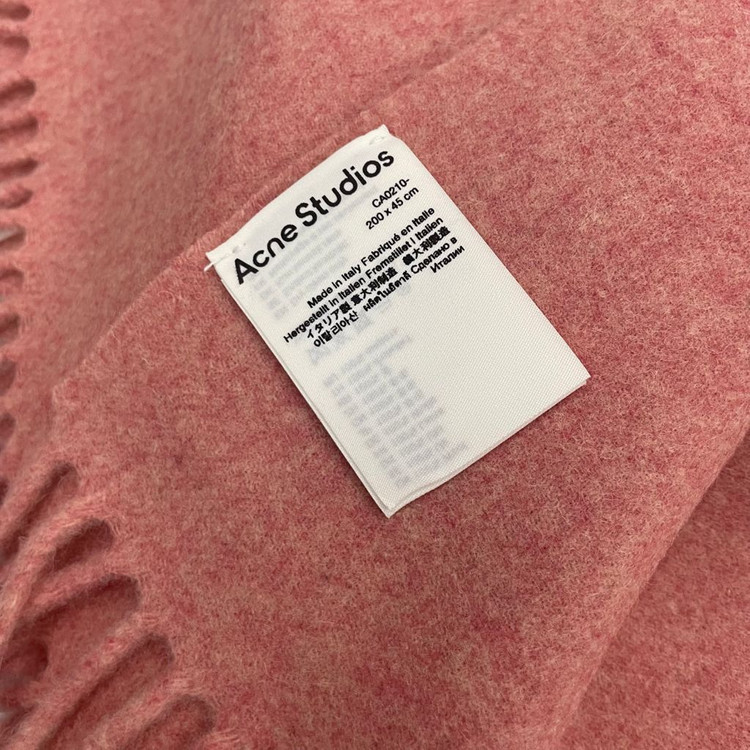 Acne Studios
CA0210-
200 x 45 cm
Made in Italy Fabriqué en Italie
Hergestellt in Italien Fremstillet i Italien
イタリア製 意大利制造 義大利製造
이탈리아산 ผลิตในอิตาลี Сделано в
Италии